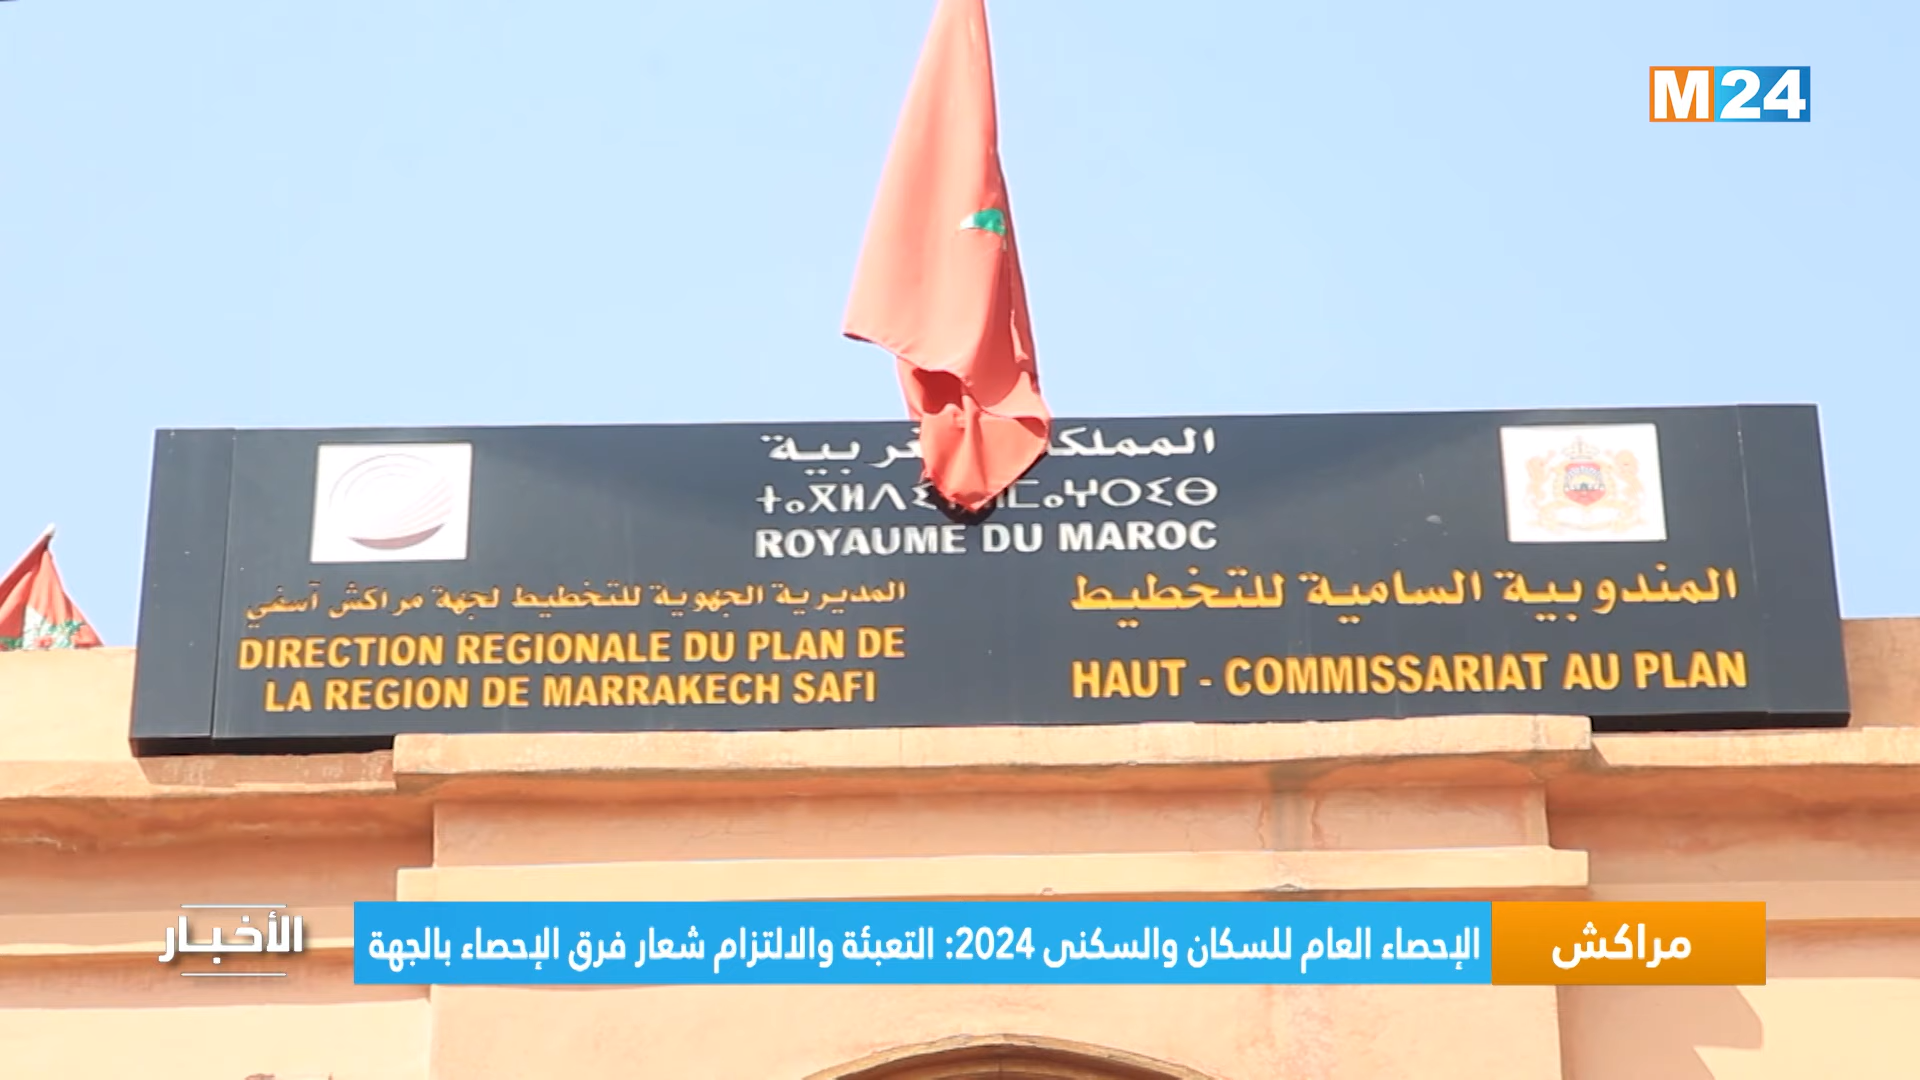 M24
المملكة
ⵜⴰⴳⵍⴷⵉ ⵎⴰⵖⵔⵉⴱ
ROYAUME DU MAROC
المندوبية السامية للتخطيط
HAUT - COMMISSARIAT AU PLAN
المديرية الجهوية للتخطيط لجهة مراكش آسفي
DIRECTION REGIONALE DU PLAN DE
LA REGION DE MARRAKECH SAFI
مراكش
الإحصاء العام للسكان والسكنى 2024: التعبئة والالتزام شعار فرق الإحصاء بالجهة
الأخبار